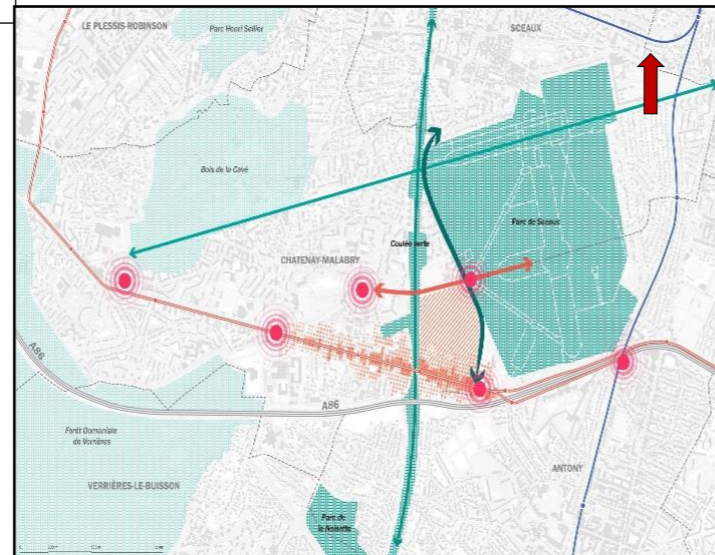 LE PLESSIS-ROBINSON
Parc Henri Sellier
SCEAUX
Bois de la Cavé
Parc de Sceaux
Coulée verte
CHATENAY-MALABRY
A86
A86
Forêt Domaniale
de Verrières
VERRIÈRES-LE-BUISSON
ANTONY
Parc de
la Noisette